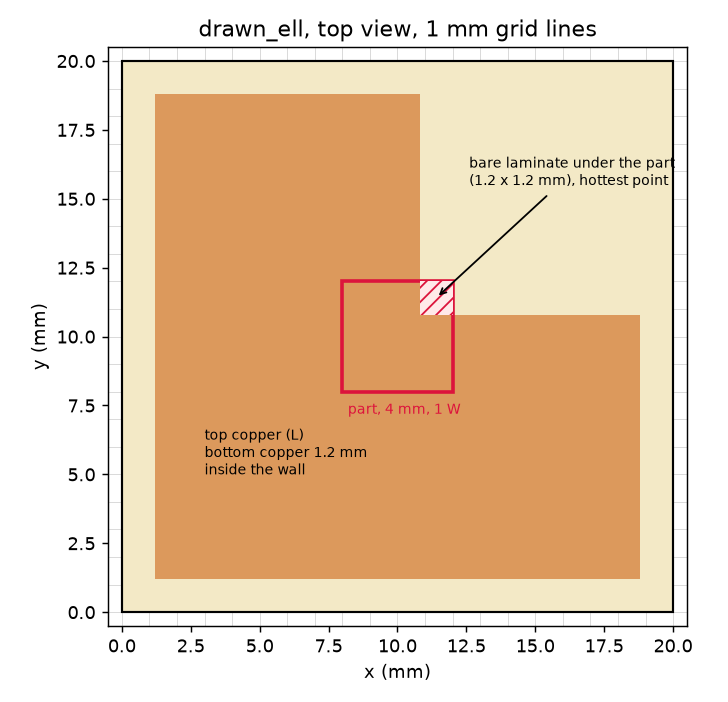 drawn_ell, top view, 1 mm grid lines
20.0
17.5
15.0
12.5
10.0
7.5
5.0
2.5
0.0
y (mm)
bare laminate under the part
(1.2 x 1.2 mm), hottest point
part, 4 mm, 1 W
top copper (L)
bottom copper 1.2 mm
inside the wall
0.0 2.5 5.0 7.5 10.0 12.5 15.0 17.5 20.0
x (mm)